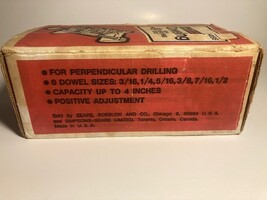 • FOR PERPENDICULAR DRILLING
• 6 DOWEL SIZES: 3/16, 1/4, 5/16, 3/8, 7/16, 1/2
• CAPACITY UP TO 4 INCHES
• POSITIVE ADJUSTMENT
Sold by SEARS, ROEBUCK AND CO., Chicago, IL 60684 U.S.A.
and SIMPSONS-SEARS LIMITED, Toronto, Ontario, Canada.
Made in U.S.A.